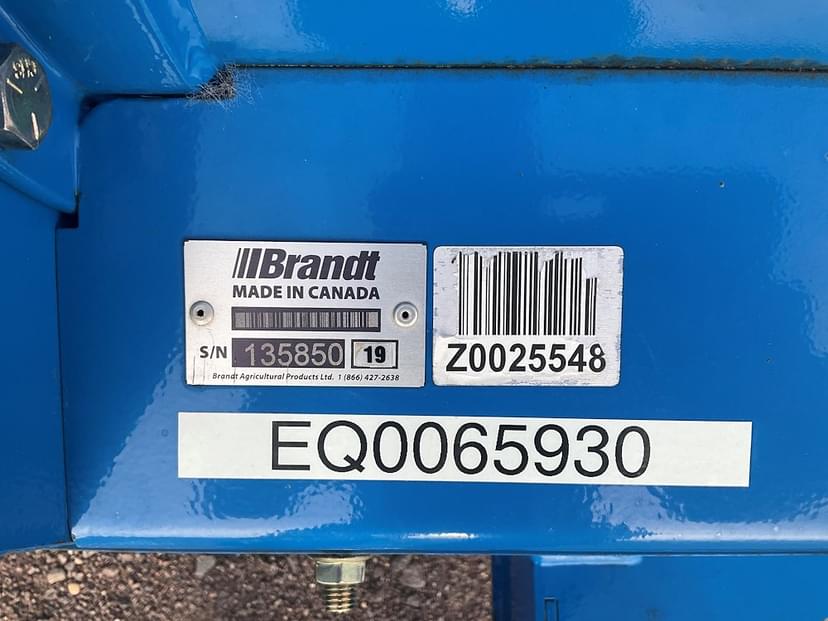 Brandt
MADE IN CANADA
S/N 135850 19
Brandt Agricultural Products Ltd. 1 (866) 427-2638
Z0025548
EQ0065930